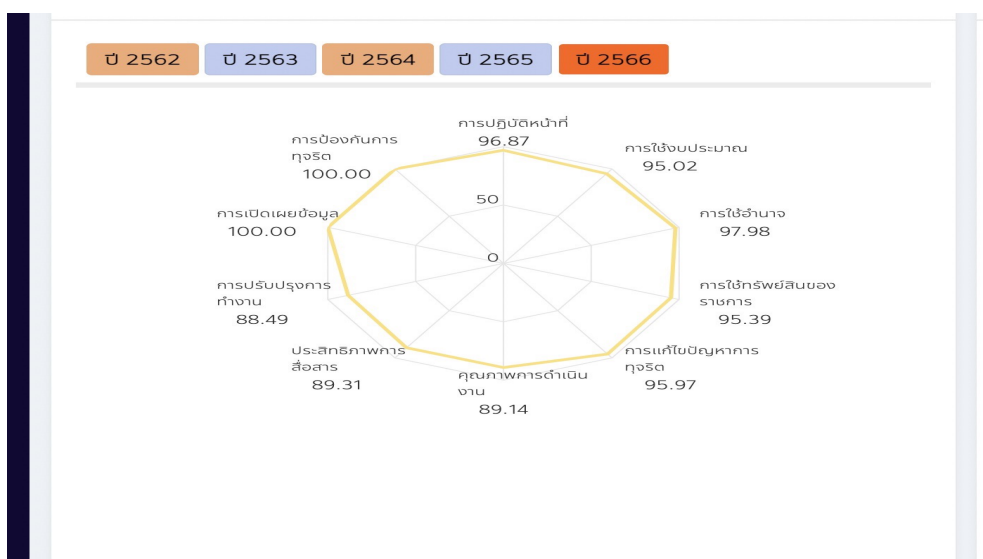 ปี 2562 ปี 2563 ปี 2564 ปี 2565 ปี 2566
การปฏิบัติหน้าที่
96.87
การใช้งบประมาณ
95.02
การใช้อำนาจ
97.98
การใช้ทรัพย์สินของ
ราชการ
95.39
การแก้ไขปัญหาการ
ทุจริต
95.97
คุณภาพการดำเนิน
งาน
89.14
ประสิทธิภาพการ
สื่อสาร
89.31
การปรับปรุงการ
ทำงาน
88.49
การเปิดเผยข้อมูล
100.00
การป้องกันการ
ทุจริต
100.00
50
0